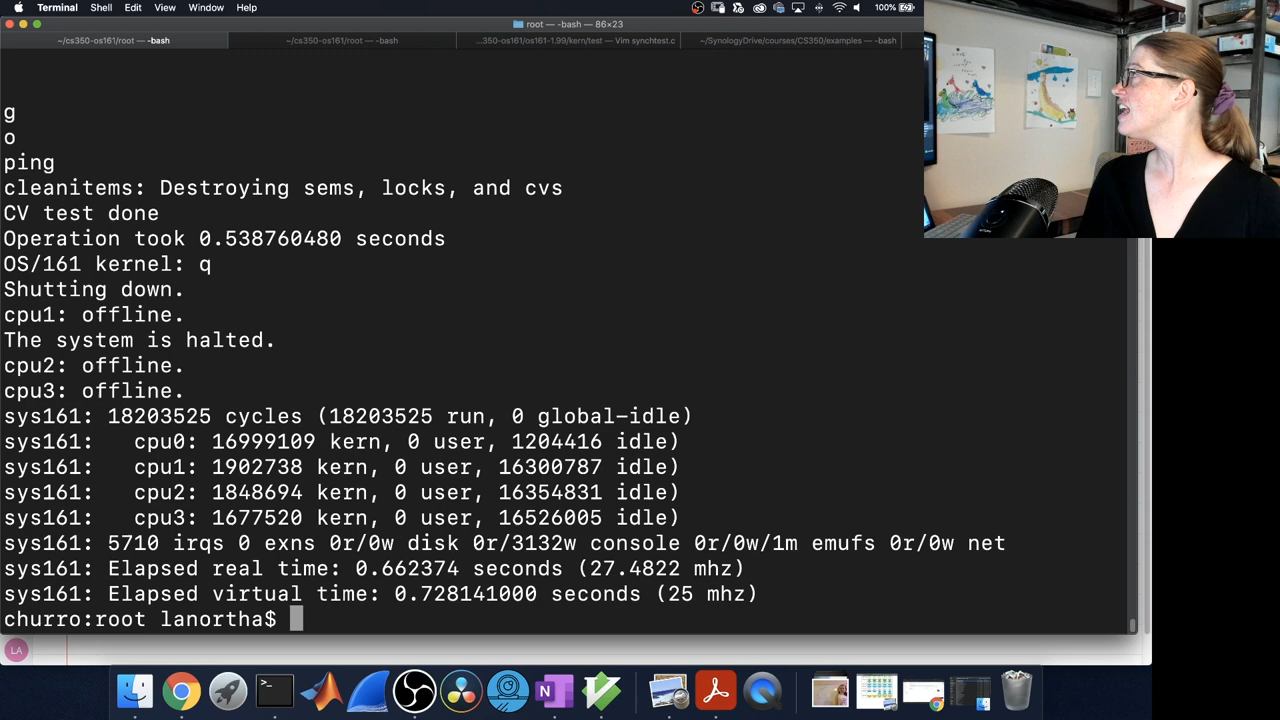 Terminal Shell Edit View Window Help 100%
root — -bash — 86×23
~/cs350-os161/root — -bash ~/cs350-os161/root — -bash ...350-os161/os161-1.99/kern/test — Vim synchtest.c ~/SynologyDrive/courses/CS350/examples — -bash
g
o
ping
cleanitems: Destroying sems, locks, and cvs
CV test done
Operation took 0.538760480 seconds
OS/161 kernel: q
Shutting down.
cpu1: offline.
The system is halted.
cpu2: offline.
cpu3: offline.
sys161: 18203525 cycles (18203525 run, 0 global-idle)
sys161:   cpu0: 16999109 kern, 0 user, 1204416 idle)
sys161:   cpu1: 1902738 kern, 0 user, 16300787 idle)
sys161:   cpu2: 1848694 kern, 0 user, 16354831 idle)
sys161:   cpu3: 1677520 kern, 0 user, 16526005 idle)
sys161: 5710 irqs 0 exns 0r/0w disk 0r/3132w console 0r/0w/1m emufs 0r/0w net
sys161: Elapsed real time: 0.662374 seconds (27.4822 mhz)
sys161: Elapsed virtual time: 0.728141000 seconds (25 mhz)
churro:root lanortha$
LA